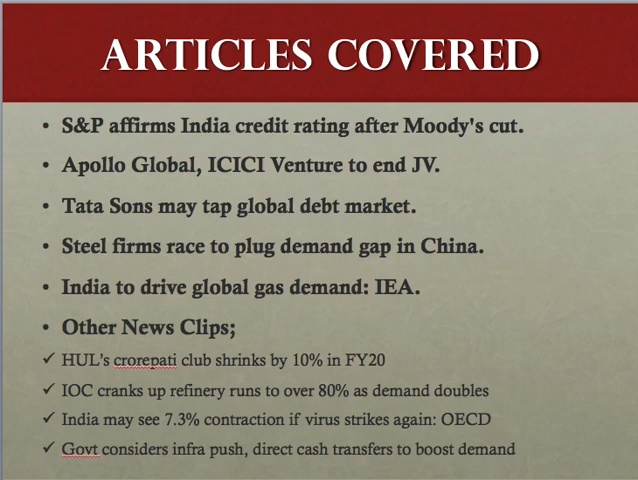 ARTICLES COVERED
• S&P affirms India credit rating after Moody's cut.
• Apollo Global, ICICI Venture to end JV.
• Tata Sons may tap global debt market.
• Steel firms race to plug demand gap in China.
• India to drive global gas demand: IEA.
• Other News Clips;
✓ HUL's crorepati club shrinks by 10% in FY20
✓ IOC cranks up refinery runs to over 80% as demand doubles
✓ India may see 7.3% contraction if virus strikes again: OECD
✓ Govt considers infra push, direct cash transfers to boost demand